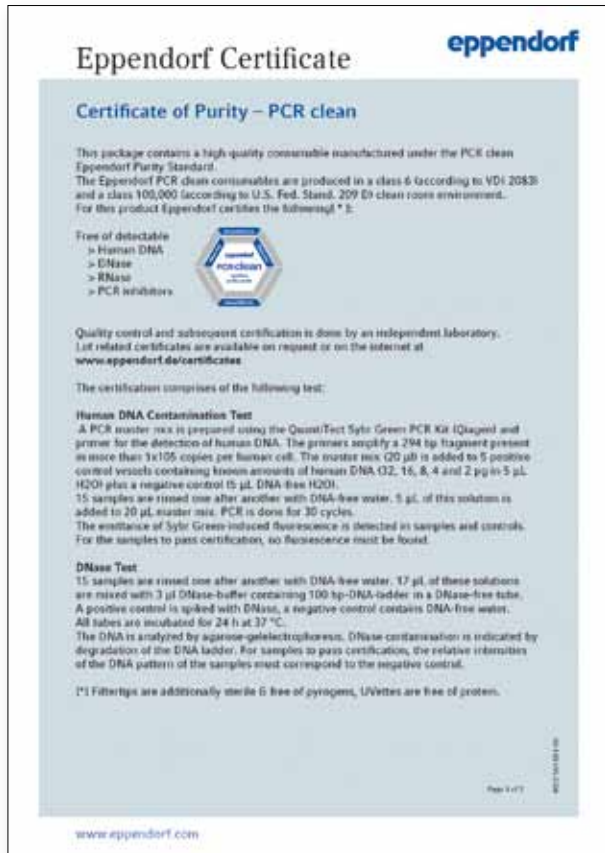 Eppendorf Certificate
eppendorf
Certificate of Purity – PCR clean
This package contains a high quality consumable manufactured under the PCR clean
Eppendorf Purity Standard.
The Eppendorf PCR clean consumables are produced in a class 6 (according to VDI 2083)
and a class 100,000 (according to U.S. Fed. Stand. 209 E) clean room environment.
For this product Eppendorf certifies the following( * ):
Free of detectable
> Human DNA
> DNase
> RNase
> PCR inhibitors
eppendorf
PCR clean
Quality control and subsequent certification is done by an independent laboratory.
Lot related certificates are available on request or on the internet at
www.eppendorf.de/certificates
The certification comprises of the following test:
Human DNA Contamination Test
A PCR master mix is prepared using the QuantiTect Sybr Green PCR Kit (Qiagen) and
primer for the detection of human DNA. The primers amplify a 294 bp fragment present
in more than 1x105 copies per human cell. The master mix (20 µl) is added to 5 positive
control vessels containing known amounts of human DNA (32, 16, 8, 4 and 2 pg in 5 µL
H2O) plus a negative control (5 µL DNA-free H2O).
15 samples are rinsed one after another with DNA-free water. 5 µL of this solution is
added to 20 µL master mix. PCR is done for 30 cycles.
The emittance of Sybr Green-induced fluorescence is detected in samples and controls.
For the samples to pass certification, no fluorescence must be found.
DNase Test
15 samples are rinsed one after another with DNA-free water. 17 µL of these solutions
are mixed with 3 µl DNase-buffer containing 100 bp-DNA-ladder in a DNase-free tube.
A positive control is spiked with DNase, a negative control contains DNA-free water.
All tubes are incubated for 24 h at 37 °C.
The DNA is analyzed by agarose-gelelectrophoresis. DNase contamination is indicated by
degradation of the DNA ladder. For samples to pass certification, the relative intensities
of the DNA pattern of the samples must correspond to the negative control.
(*) Filtertips are additionally sterile & free of pyrogens, UVettes are free of protein.
www.eppendorf.com